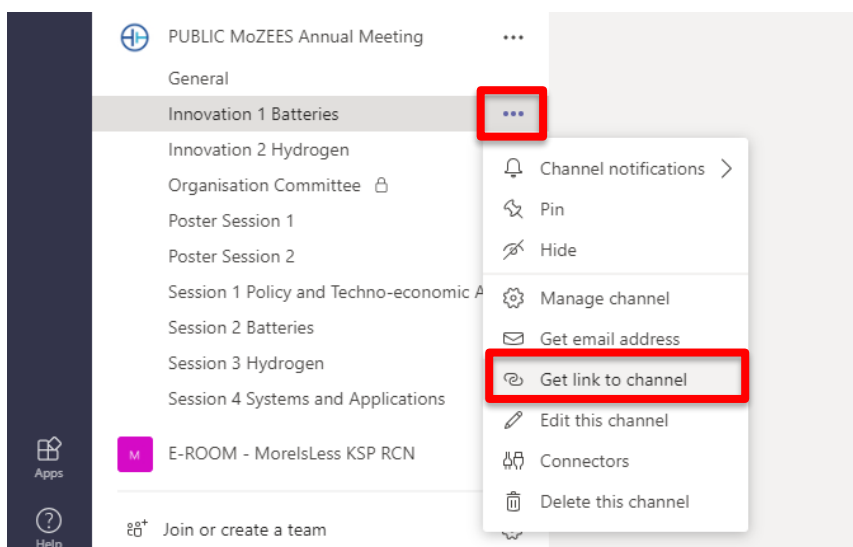 PUBLIC MoZEES Annual Meeting
General
Innovation 1 Batteries
Innovation 2 Hydrogen
Organisation Committee
Poster Session 1
Poster Session 2
Session 1 Policy and Techno-economic A
Session 2 Batteries
Session 3 Hydrogen
Session 4 Systems and Applications
M E-ROOM - MoreIsLess KSP RCN
Join or create a team
Apps
Help
Channel notifications
Pin
Hide
Manage channel
Get email address
Get link to channel
Edit this channel
Connectors
Delete this channel